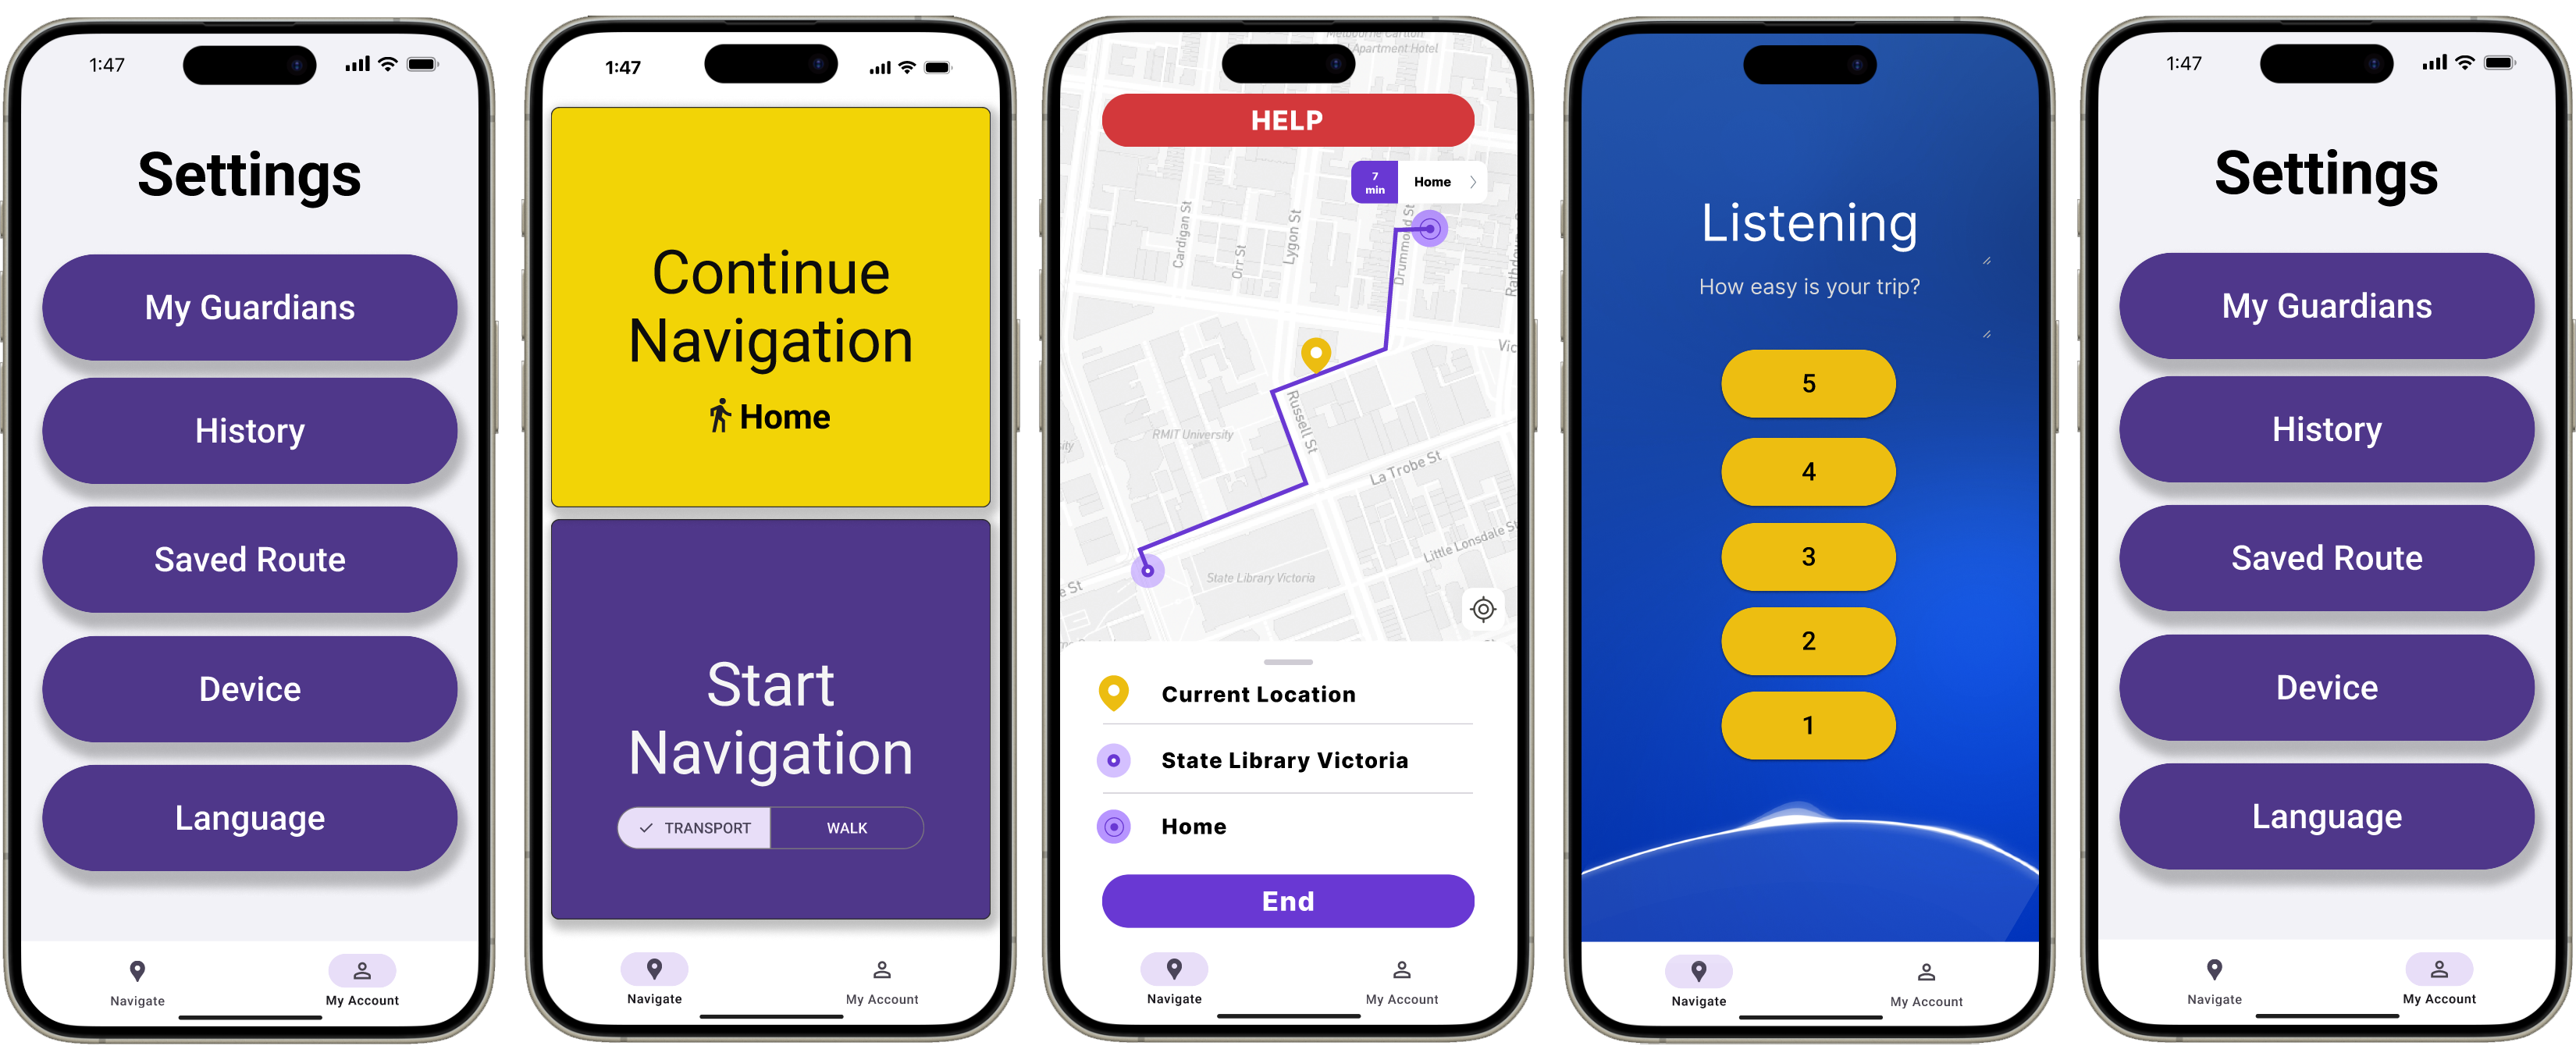 1:47
Settings
My Guardians
History
Saved Route
Device
Language
Navigate
My Account
1:47
Continue
Navigation
Home
Start
Navigation
TRANSPORT
WALK
Navigate
My Account
Melbourne Carlton
Apartment Hotel
HELP
7
min
Home
Cardigan St
Orr St
Lygon St
Drummond St
Russell St
RMIT University
La Trobe St
Little Lonsdale St
State Library Victoria
Current Location
State Library Victoria
Home
End
Navigate
My Account
Listening
How easy is your trip?
5
4
3
2
1
Navigate
My Account
1:47
Settings
My Guardians
History
Saved Route
Device
Language
Navigate
My Account